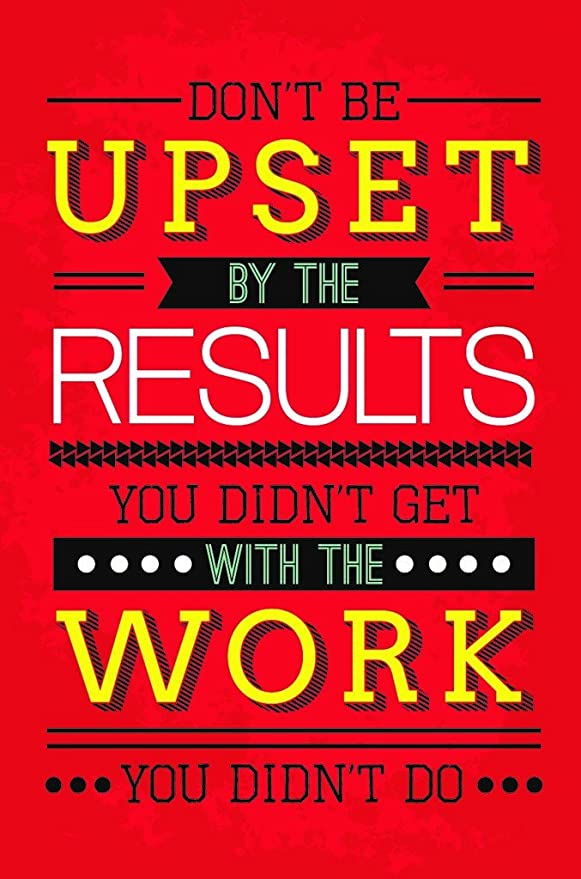 DON'T BE
UPSET
BY THE
RESULTS
YOU DIDN'T GET
WITH THE
WORK
YOU DIDN'T DO